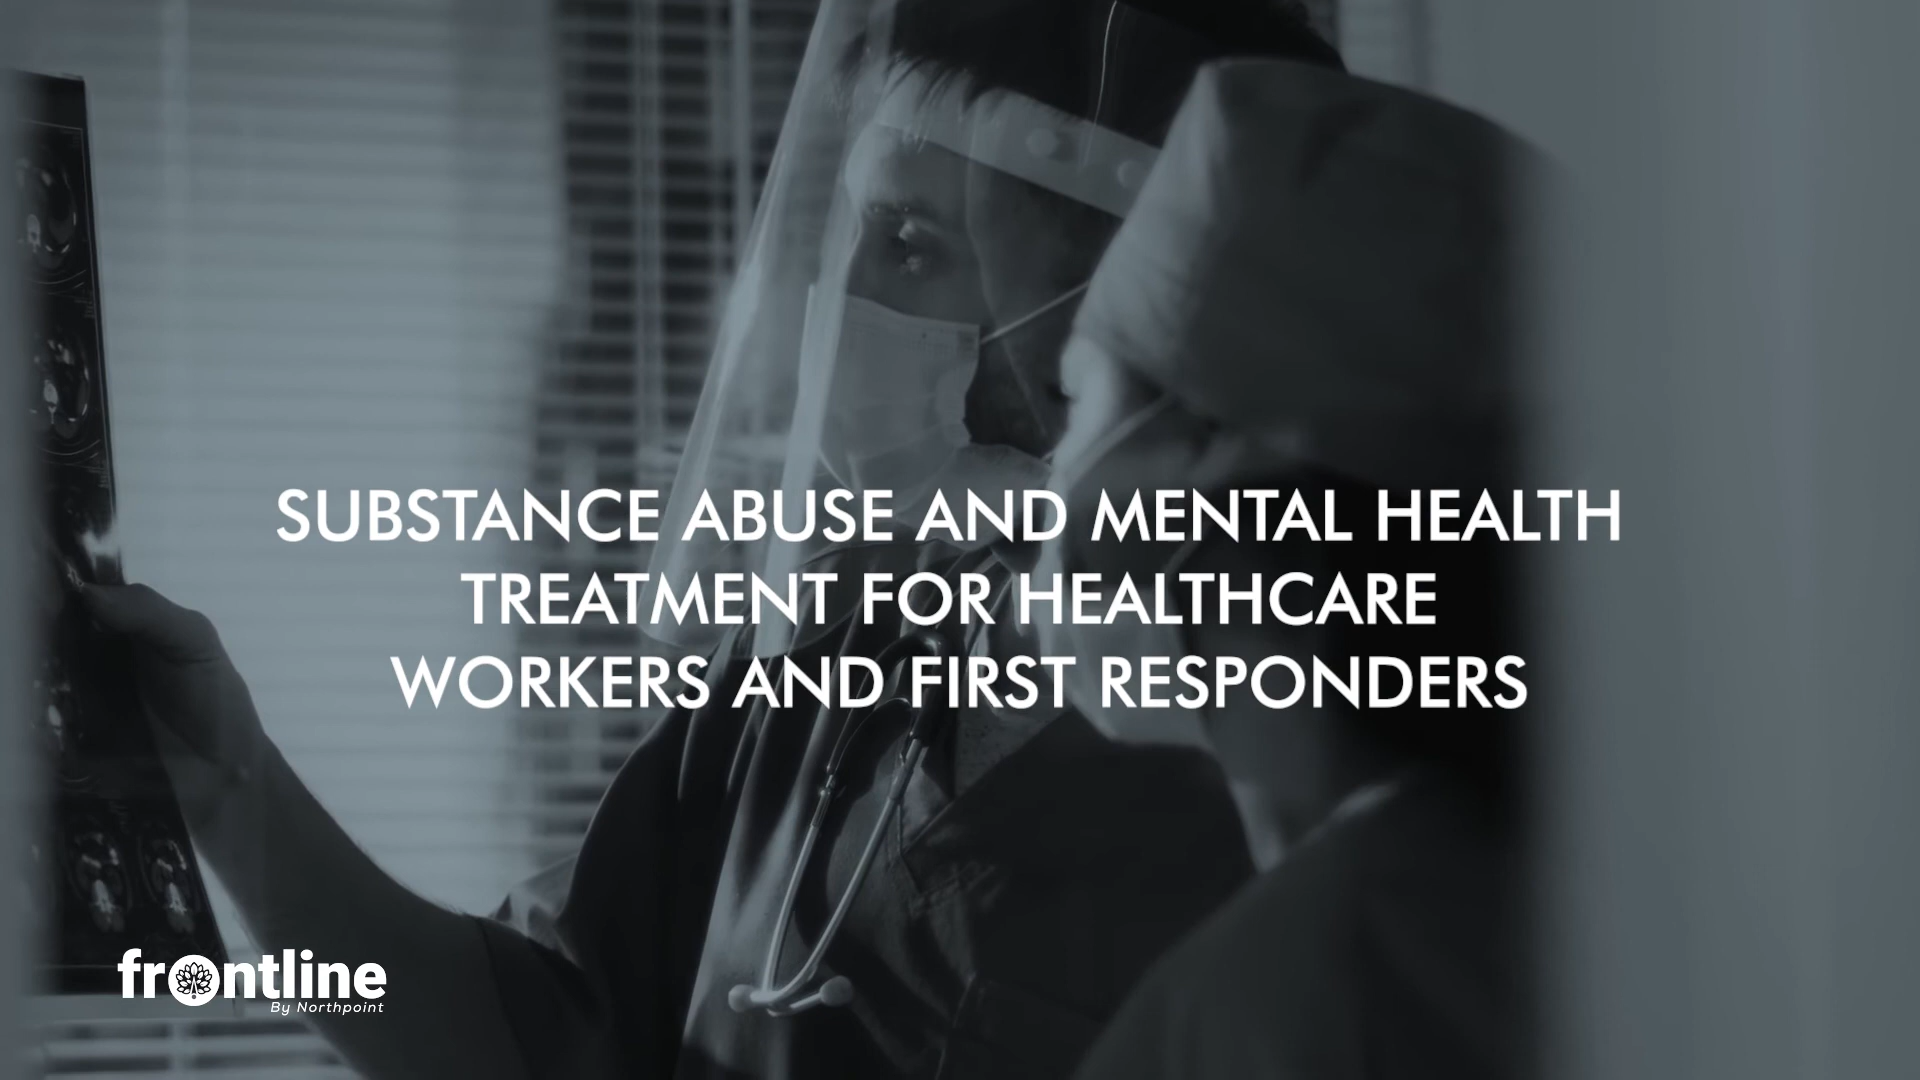 SUBSTANCE ABUSE AND MENTAL HEALTH
TREATMENT FOR HEALTHCARE
WORKERS AND FIRST RESPONDERS
frontline
By Northpoint